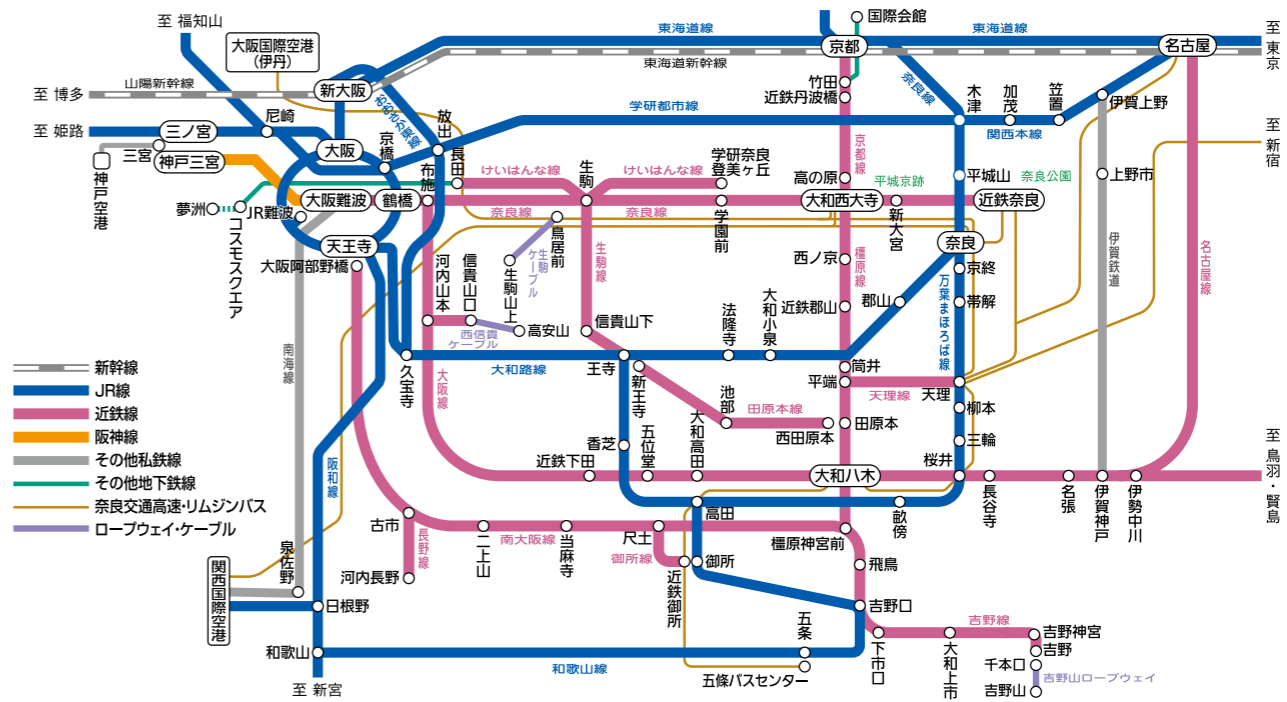 至 福知山
国際会館
東海道線
東海道線
至 東京
大阪国際空港
(伊丹)
京都
名古屋
東海道新幹線
山陽新幹線
新大阪
竹田
近鉄丹波橋
奈良線
木津
加茂
笠置
伊賀上野
至 博多
おおさか東線
放出
学研都市線
関西本線
至 姫路
三ノ宮
尼崎
大阪
京橋
長田
至 新宿
三宮
神戸三宮
神戸空港
布施
けいはんな線
生駒
けいはんな線
学研奈良
登美ヶ丘
京都線
高の原
平城京跡
平城山
奈良公園
上野市
夢洲
コスモスクエア
JR難波
大阪難波
鶴橋
奈良線
奈良線
学園前
大和西大寺
新大宮
近鉄奈良
天王寺
鳥居前
生駒
ケーブル
生駒山上
生駒線
西ノ京
橿原線
奈良
京終
伊賀鉄道
名古屋線
大阪阿部野橋
河内山本
信貴山口
高安山
西信貴
ケーブル
信貴山下
法隆寺
大和小泉
近鉄郡山
郡山
万葉まほろば線
帯解
南海線
新幹線
JR線
近鉄線
阪神線
その他私鉄線
その他地下鉄線
奈良交通高速・リムジンバス
ロープウェイ・ケーブル
久宝寺
大阪線
大和路線
王寺
新王寺
池部
田原本線
西田原本
筒井
平端
天理線
天理
田原本
柳本
三輪
香芝
近鉄下田
五位堂
大和高田
大和八木
桜井
長谷寺
名張
伊賀神戸
伊勢中川
至 鳥羽・賢島
阪和線
高田
畝傍
古市
長野線
河内長野
二上山
南大阪線
当麻寺
尺土
御所線
近鉄御所
御所
橿原神宮前
飛鳥
泉佐野
関西国際空港
日根野
吉野口
和歌山
至 新宮
和歌山線
五条
五條バスセンター
下市口
大和上市
吉野線
吉野神宮
吉野
千本口
吉野山ロープウェイ
吉野山